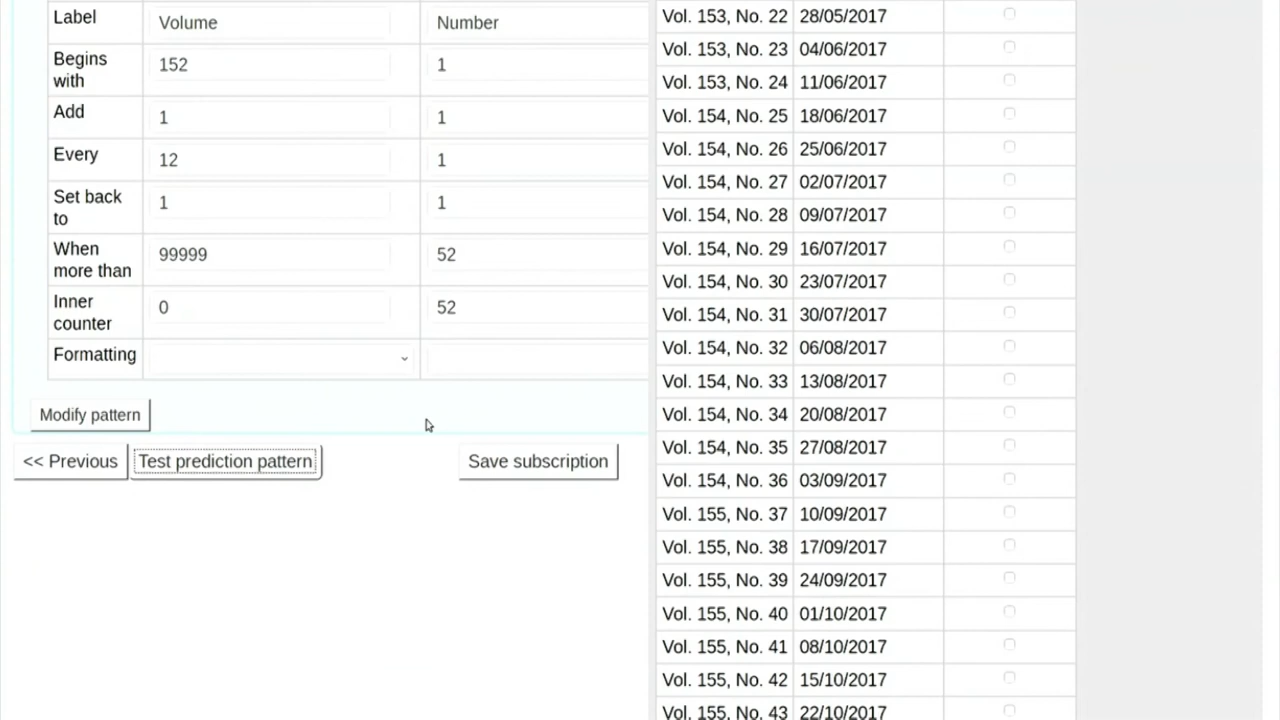 Label Volume Number
Begins with 152 1
Add 1 1
Every 12 1
Set back to 1 1
When more than 99999 52
Inner counter 0 52
Formatting
Modify pattern
<< Previous Test prediction pattern Save subscription
Vol. 153, No. 22 28/05/2017
Vol. 153, No. 23 04/06/2017
Vol. 153, No. 24 11/06/2017
Vol. 154, No. 25 18/06/2017
Vol. 154, No. 26 25/06/2017
Vol. 154, No. 27 02/07/2017
Vol. 154, No. 28 09/07/2017
Vol. 154, No. 29 16/07/2017
Vol. 154, No. 30 23/07/2017
Vol. 154, No. 31 30/07/2017
Vol. 154, No. 32 06/08/2017
Vol. 154, No. 33 13/08/2017
Vol. 154, No. 34 20/08/2017
Vol. 154, No. 35 27/08/2017
Vol. 154, No. 36 03/09/2017
Vol. 155, No. 37 10/09/2017
Vol. 155, No. 38 17/09/2017
Vol. 155, No. 39 24/09/2017
Vol. 155, No. 40 01/10/2017
Vol. 155, No. 41 08/10/2017
Vol. 155, No. 42 15/10/2017
Vol. 155, No. 43 22/10/2017